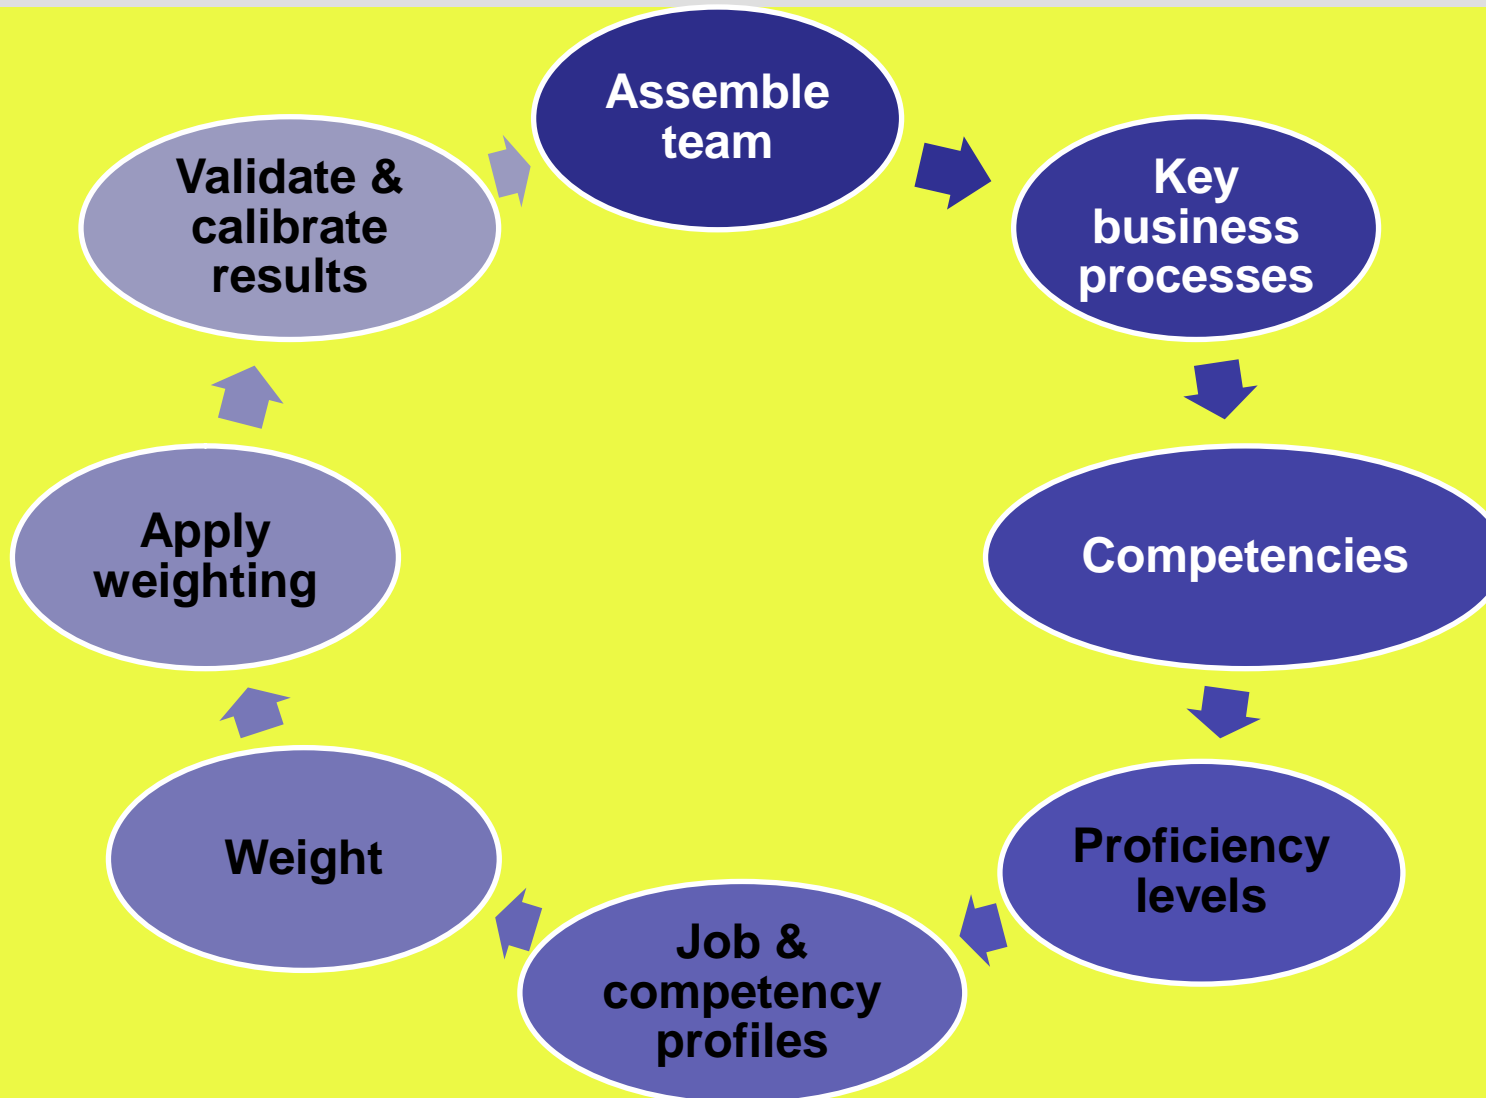 Assemble
team
Key
business
processes
Competencies
Proficiency
levels
Job &
competency
profiles
Weight
Apply
weighting
Validate &
calibrate
results